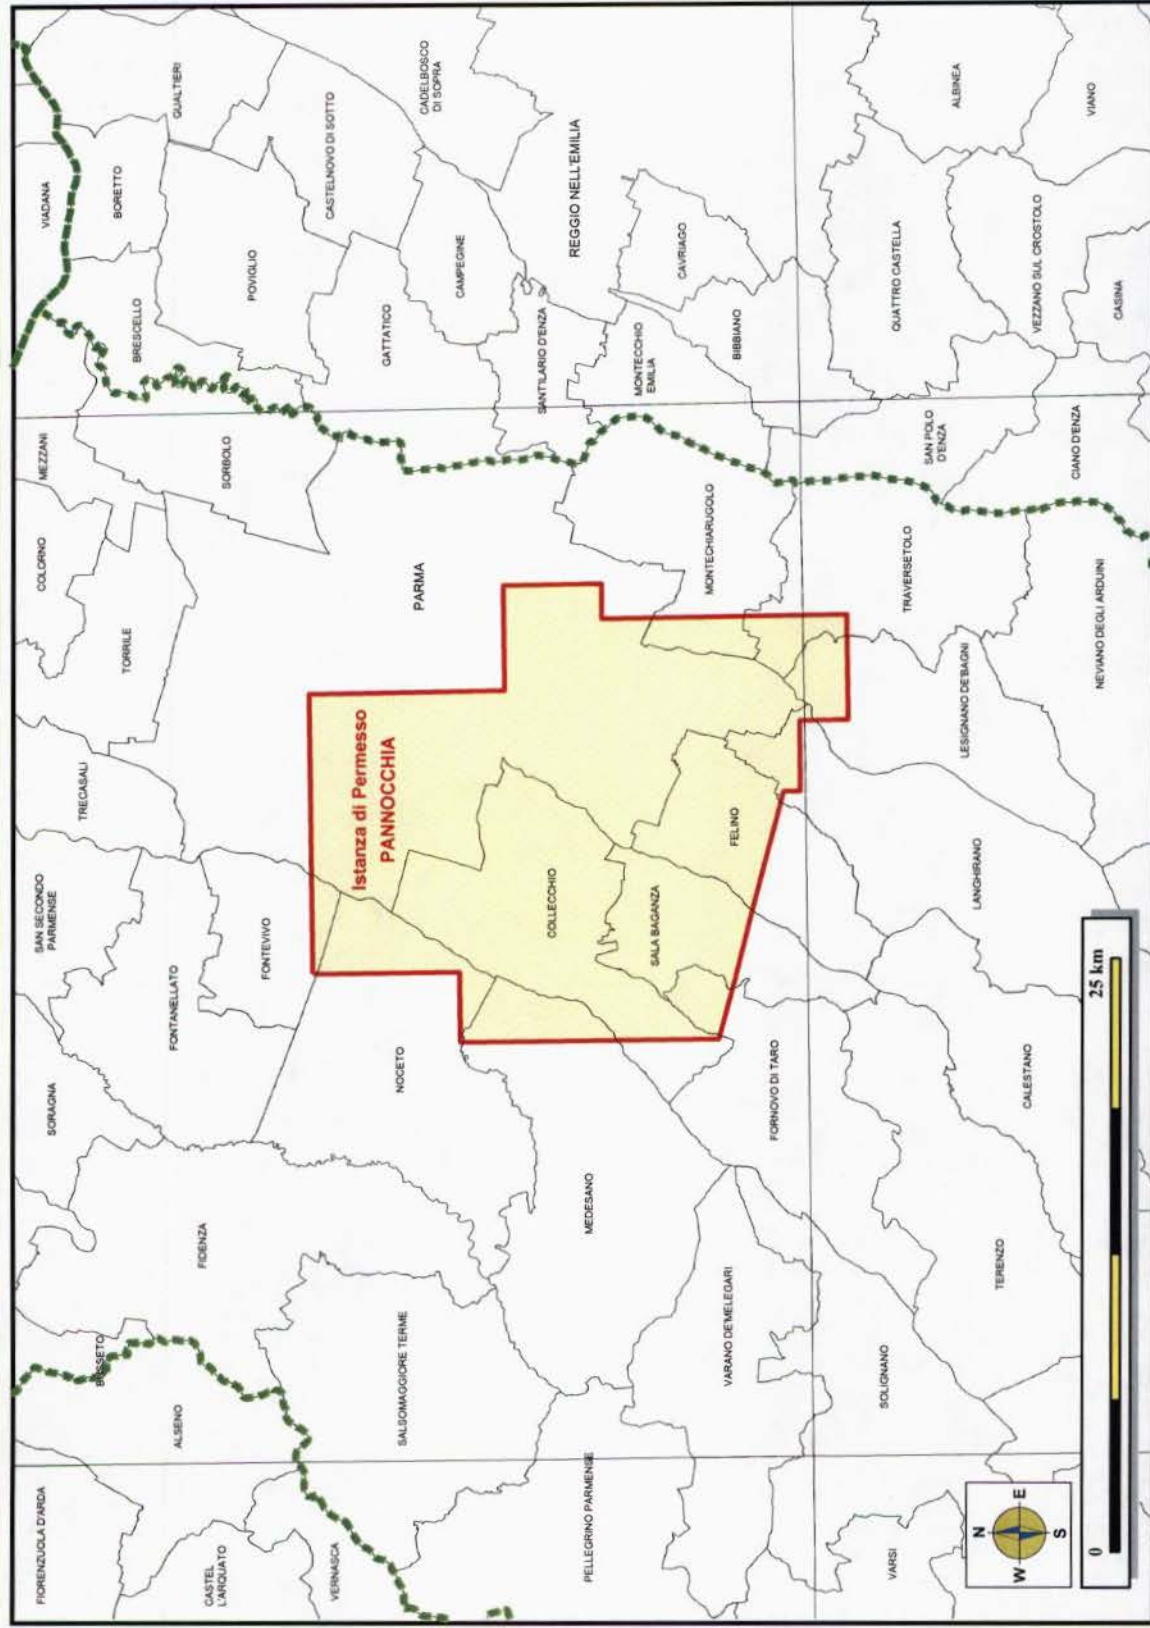 FIORENZUOLA D'ARDA
BUSSETO
SORAGNA
SAN SECONDO
PARMENSE
TRECASALI
COLORNO
MEZZANI
VIADANA
CASTEL
L'ARQUATO
ALSENO
FIDENZA
FONTANELLATO
TORRILE
BRESCELLO
BORETTO
GUALTIERI
VERNASCA
FONTEVIVO
SORBOLO
POVIGLIO
SALSOMAGGIORE TERME
NOCETO
Istanza di Permesso
PANNOCCHIA
PARMA
GATTATICO
CASTELNOVO DI SOTTO
CAMPEGINE
CADELBOSCO
DI SOPRA
PELLEGRINO PARMENSE
MEDESANO
COLLECCHIO
SANT'ILARIO D'ENZA
REGGIO NELL'EMILIA
SALA BAGANZA
MONTECCHIO
EMILIA
CAVRIAGO
VARANO DE'MELEGARI
FORNOVO DI TARO
FELINO
MONTECHIARUGOLO
BIBBIANO
VARSI
SOLIGNANO
TRAVERSETOLO
SAN POLO
D'ENZA
QUATTRO CASTELLA
ALBINEA
TERENZO
CALESTANO
LANGHIRANO
LESIGNANO DE'BAGNI
NEVIANO DEGLI ARDUINI
CIANO D'ENZA
VEZZANO SUL CROSTOLO
CASINA
VIANO
N
W
E
S
0
25 km